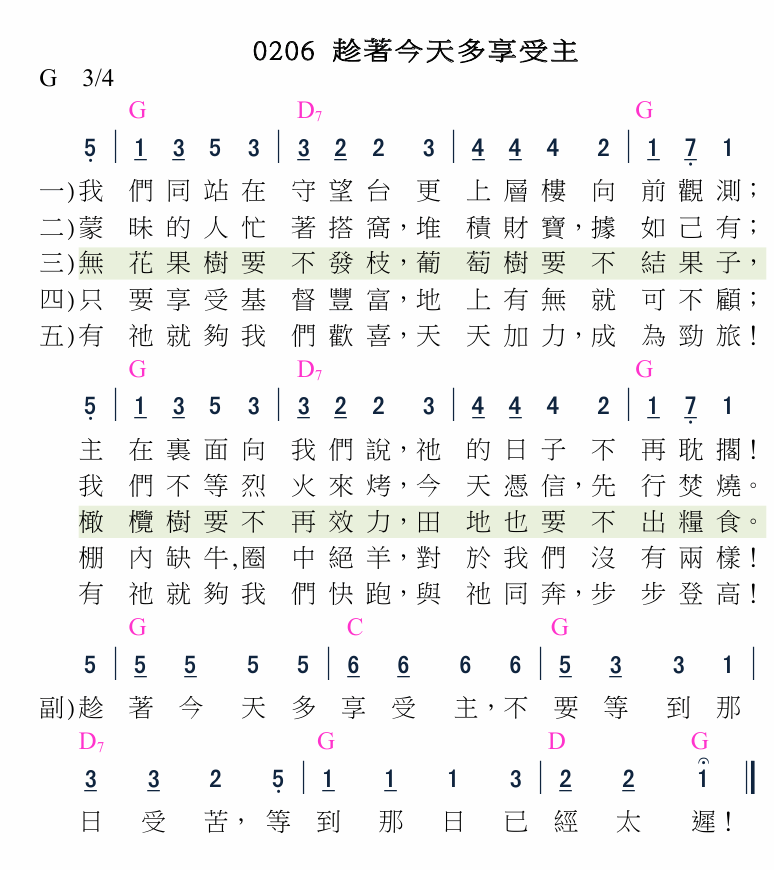 0206 趁著今天多享受主
G 3/4
G D7 G
5 | 1 3 5 3 | 3 2 2 3 | 4 4 4 2 | 1 7 1
一)我 們同站在 守望台更 上層樓向 前觀測；
二)蒙 昧的人忙 著搭窩，堆 積財寶，據 如己有；
三)無 花果樹要 不發枝，葡 萄樹要不 結果子，
四)只 要享受基 督豐富，地 上有無就 可不顧；
五)有 祂就夠我 們歡喜，天 天加力，成 為勁旅！
G D7 G
5 | 1 3 5 3 | 3 2 2 3 | 4 4 4 2 | 1 7 1
主 在裏面向 我們說，祂 的日子不 再耽擱！
我 們不等烈 火來烤，今 天憑信，先 行焚燒。
橄 欖樹要不 再效力，田 地也要不 出糧食。
棚 內缺牛,圈 中絕羊，對 於我們沒 有兩樣！
有 祂就夠我 們快跑，與 祂同奔，步 步登高！
G C G
5 | 5 5 5 5 | 6 6 6 6 | 5 3 3 1 |
副)趁 著今天多 享受主，不 要等到那
D7 G D G
3 3 2 5 | 1 1 1 3 | 2 2 1 ‖
日受苦，等 到那日已 經太遲！